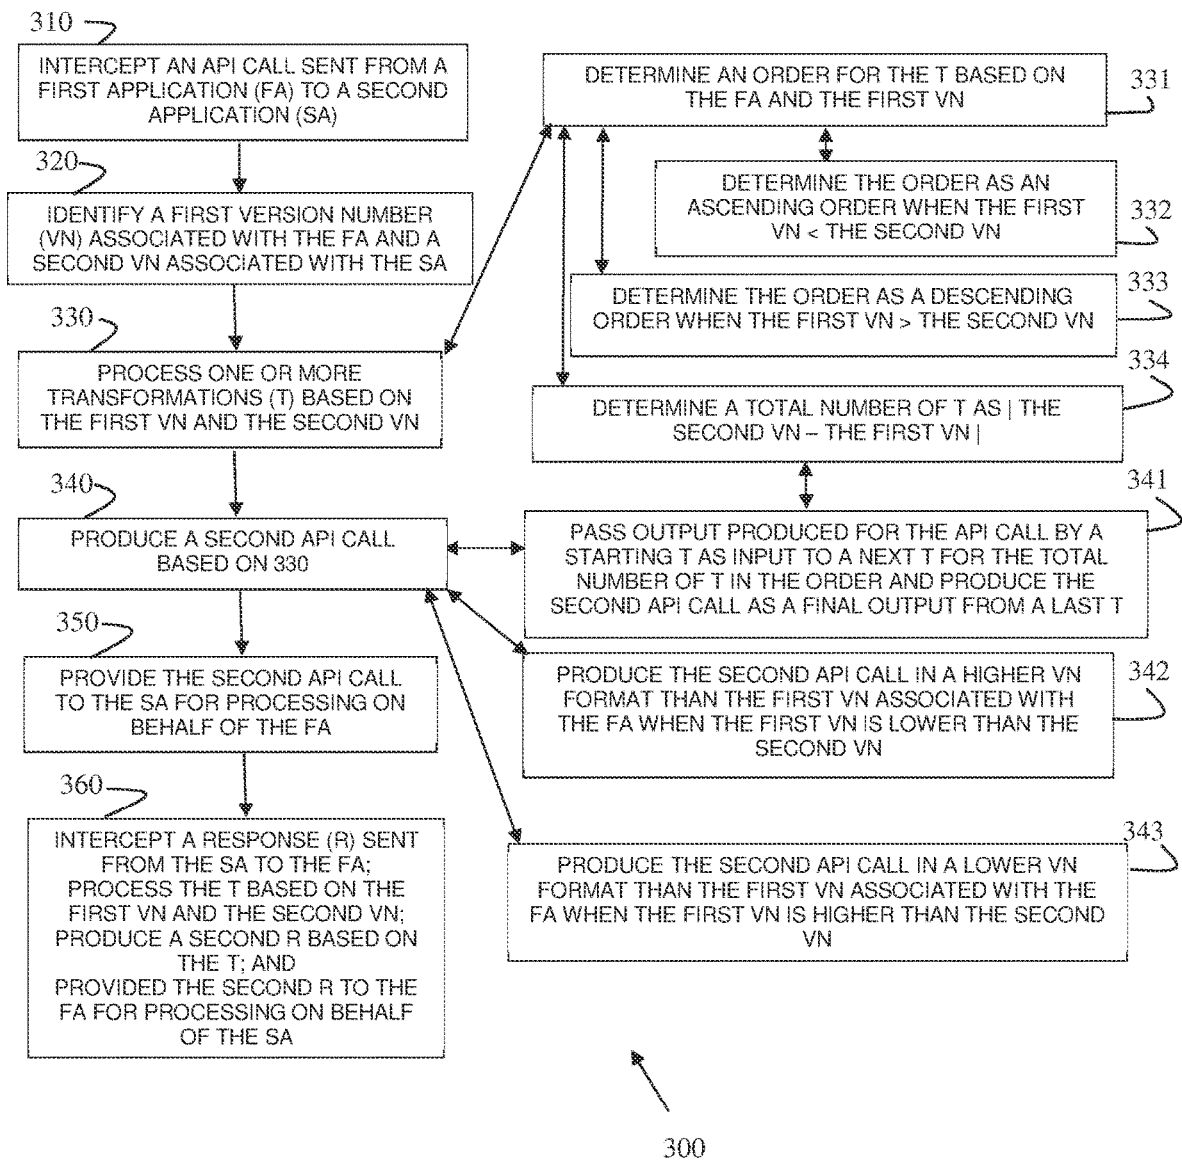 310
INTERCEPT AN API CALL SENT FROM A
FIRST APPLICATION (FA) TO A SECOND
APPLICATION (SA)
320
IDENTIFY A FIRST VERSION NUMBER
(VN) ASSOCIATED WITH THE FA AND A
SECOND VN ASSOCIATED WITH THE SA
330
PROCESS ONE OR MORE
TRANSFORMATIONS (T) BASED ON
THE FIRST VN AND THE SECOND VN
340
PRODUCE A SECOND API CALL
BASED ON 330
350
PROVIDE THE SECOND API CALL
TO THE SA FOR PROCESSING ON
BEHALF OF THE FA
360
INTERCEPT A RESPONSE (R) SENT
FROM THE SA TO THE FA;
PROCESS THE T BASED ON THE
FIRST VN AND THE SECOND VN;
PRODUCE A SECOND R BASED ON
THE T; AND
PROVIDED THE SECOND R TO THE
FA FOR PROCESSING ON BEHALF
OF THE SA
DETERMINE AN ORDER FOR THE T BASED ON
THE FA AND THE FIRST VN
331
DETERMINE THE ORDER AS AN
ASCENDING ORDER WHEN THE FIRST
VN < THE SECOND VN
332
DETERMINE THE ORDER AS A DESCENDING
ORDER WHEN THE FIRST VN > THE SECOND VN
333
DETERMINE A TOTAL NUMBER OF T AS | THE
SECOND VN – THE FIRST VN |
334
PASS OUTPUT PRODUCED FOR THE API CALL BY A
STARTING T AS INPUT TO A NEXT T FOR THE TOTAL
NUMBER OF T IN THE ORDER AND PRODUCE THE
SECOND API CALL AS A FINAL OUTPUT FROM A LAST T
341
PRODUCE THE SECOND API CALL IN A HIGHER VN
FORMAT THAN THE FIRST VN ASSOCIATED WITH
THE FA WHEN THE FIRST VN IS LOWER THAN THE
SECOND VN
342
PRODUCE THE SECOND API CALL IN A LOWER VN
FORMAT THAN THE FIRST VN ASSOCIATED WITH THE
FA WHEN THE FIRST VN IS HIGHER THAN THE SECOND
VN
343
300